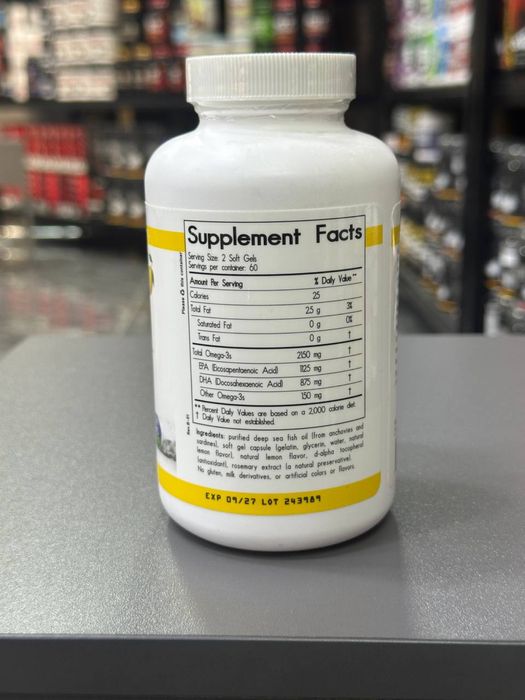 Supplement Facts
Serving Size: 2 Soft Gels
Servings per container: 60
Amount Per Serving % Daily Value**
Calories 25
Total Fat 2.5 g 3%
Saturated Fat 0 g 0%
Trans Fat 0 g †
Total Omega-3s 2150 mg †
EPA (Eicosapentaenoic Acid) 1125 mg †
DHA (Docosahexaenoic Acid) 875 mg †
Other Omega-3s 150 mg †
** Percent Daily Values are based on a 2,000 calorie diet.
† Daily Value not established.
Ingredients: purified deep sea fish oil (from anchovies and
sardines), soft gel capsule (gelatin, glycerin, water, natural
lemon flavor), natural lemon flavor, d-alpha tocopherol
(antioxidant), rosemary extract (a natural preservative).
No gluten, milk derivatives, or artificial colors or flavors.
EXP 09/27 LOT 243989
Please ♻ this container